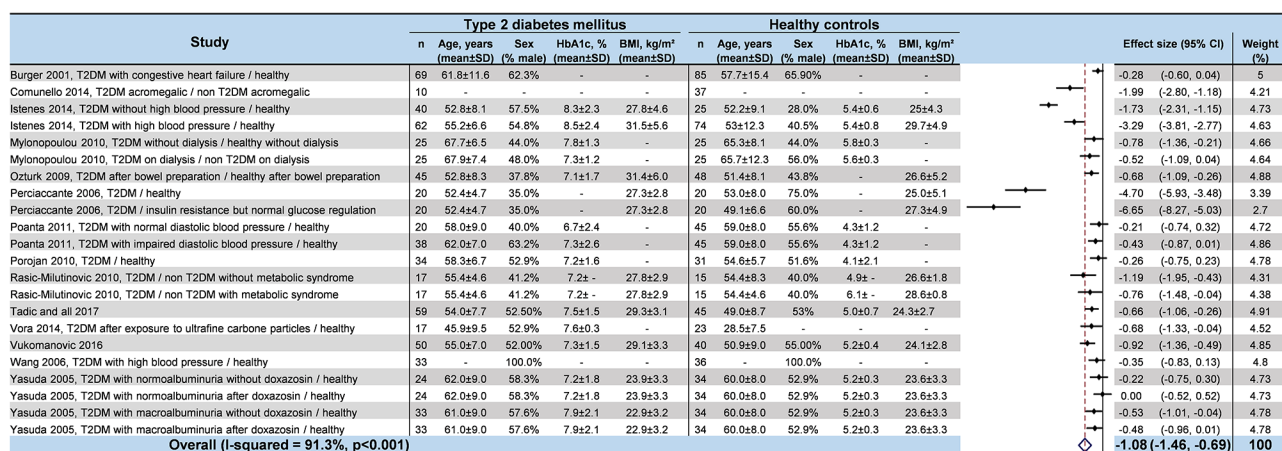 Type 2 diabetes mellitus Healthy controls
Study n Age, years (mean±SD) Sex (% male) HbA1c, % (mean±SD) BMI, kg/m² (mean±SD) n Age, years (mean±SD) Sex (% male) HbA1c, % (mean±SD) BMI, kg/m² (mean±SD) Effect size (95% CI) Weight (%)
Burger 2001, T2DM with congestive heart failure / healthy 69 61.8±11.6 62.3% - - 85 57.7±15.4 65.90% - - -0.28 (-0.60, 0.04) 5
Comunello 2014, T2DM acromegalic / non T2DM acromegalic 10 - - - - 37 - - - - -1.99 (-2.80, -1.18) 4.21
Istenes 2014, T2DM without high blood pressure / healthy 40 52.8±8.1 57.5% 8.3±2.3 27.8±4.6 25 52.2±9.1 28.0% 5.4±0.6 25±4.3 -1.73 (-2.31,-1.15) 4.73
Istenes 2014, T2DM with high blood pressure / healthy 62 55.2±6.6 54.8% 8.5±2.4 31.5±5.6 74 53±12.3 40.5% 5.4±0.8 29.7±4.9 -3.29 (-3.81,-2.77) 4.63
Mylonopoulou 2010, T2DM without dialysis / healthy without dialysis 25 67.7±6.5 44.0% 7.8±1.3 - 25 65.3±8.1 44.0% 5.8±0.3 - -0.78 (-1.36, -0.21) 4.66
Mylonopoulou 2010, T2DM on dialysis / non T2DM on dialysis 25 67.9±7.4 48.0% 7.3±1.2 - 25 65.7±12.3 56.0% 5.6±0.3 - -0.52 (-1.09, 0.04) 4.64
Ozturk 2009, T2DM after bowel preparation / healthy after bowel preparation 45 52.8±8.3 37.8% 7.1±1.7 31.4±6.0 48 51.4±8.1 43.8% - 26.6±5.2 -0.68 (-1.09, -0.26) 4.88
Perciaccante 2006, T2DM / healthy 20 52.4±4.7 35.0% - 27.3±2.8 20 53.0±8.0 75.0% - 25.0±5.1 -4.70 (-5.93, -3.48) 3.39
Perciaccante 2006, T2DM / insulin resistance but normal glucose regulation 20 52.4±4.7 35.0% - 27.3±2.8 20 49.1±6.6 60.0% - 27.3±4.9 -6.65 (-8.27, -5.03) 2.7
Poanta 2011, T2DM with normal diastolic blood pressure / healthy 20 58.0±9.0 40.0% 6.7±2.4 - 45 59.0±8.0 55.6% 4.3±1.2 - -0.21 (-0.74, 0.32) 4.72
Poanta 2011, T2DM with impaired diastolic blood pressure / healthy 38 62.0±7.0 63.2% 7.3±2.6 - 45 59.0±8.0 55.6% 4.3±1.2 - -0.43 (-0.87, 0.01) 4.86
Porojan 2010, T2DM / healthy 34 58.3±6.7 52.9% 7.2±1.6 - 31 54.6±5.7 51.6% 4.1±2.1 - -0.26 (-0.75, 0.23) 4.78
Rasic-Milutinovic 2010, T2DM / non T2DM without metabolic syndrome 17 55.4±4.6 41.2% 7.2± - 27.8±2.9 15 54.4±8.3 40.0% 4.9± - 26.6±1.8 -1.19 (-1.95, -0.43) 4.31
Rasic-Milutinovic 2010, T2DM / non T2DM with metabolic syndrome 17 55.4±4.6 41.2% 7.2± - 27.8±2.9 15 54.4±4.6 40.0% 6.1± - 28.6±0.8 -0.76 (-1.48, -0.04) 4.38
Tadic and all 2017 59 54.0±7.7 52.50% 7.5±1.5 29.3±3.1 45 49.0±8.7 53% 5.0±0.7 24.3±2.7 -0.66 (-1.06, -0.26) 4.91
Vora 2014, T2DM after exposure to ultrafine carbon particles / healthy 17 45.9±9.5 52.9% 7.6±0.3 - 23 28.5±7.5 - - - -0.68 (-1.33, -0.04) 4.52
Vukomanovic 2016 50 55.0±7.0 52.00% 7.3±1.5 29.1±3.3 40 50.9±9.0 55.00% 5.2±0.4 24.1±2.8 -0.92 (-1.36, -0.49) 4.85
Wang 2006, T2DM with high blood pressure / healthy 33 - 100.0% - - 36 - 100.0% - - -0.35 (-0.83, 0.13) 4.8
Yasuda 2005, T2DM with normoalbuminuria without doxazosin / healthy 24 62.0±9.0 58.3% 7.2±1.8 23.9±3.3 34 60.0±8.0 52.9% 5.2±0.3 23.6±3.3 -0.22 (-0.75, 0.30) 4.73
Yasuda 2005, T2DM with normoalbuminuria after doxazosin / healthy 24 62.0±9.0 58.3% 7.2±1.8 23.9±3.3 34 60.0±8.0 52.9% 5.2±0.3 23.6±3.3 0.00 (-0.52, 0.52) 4.73
Yasuda 2005, T2DM with macroalbuminuria without doxazosin / healthy 33 61.0±9.0 57.6% 7.9±2.1 22.9±3.2 34 60.0±8.0 52.9% 5.2±0.3 23.6±3.3 -0.53 (-1.01, -0.04) 4.78
Yasuda 2005, T2DM with macroalbuminuria after doxazosin / healthy 33 61.0±9.0 57.6% 7.9±2.1 22.9±3.2 34 60.0±8.0 52.9% 5.2±0.3 23.6±3.3 -0.48 (-0.96, 0.01) 4.78
Overall (I-squared = 91.3%, p<0.001) -1.08 (-1.46, -0.69) 100